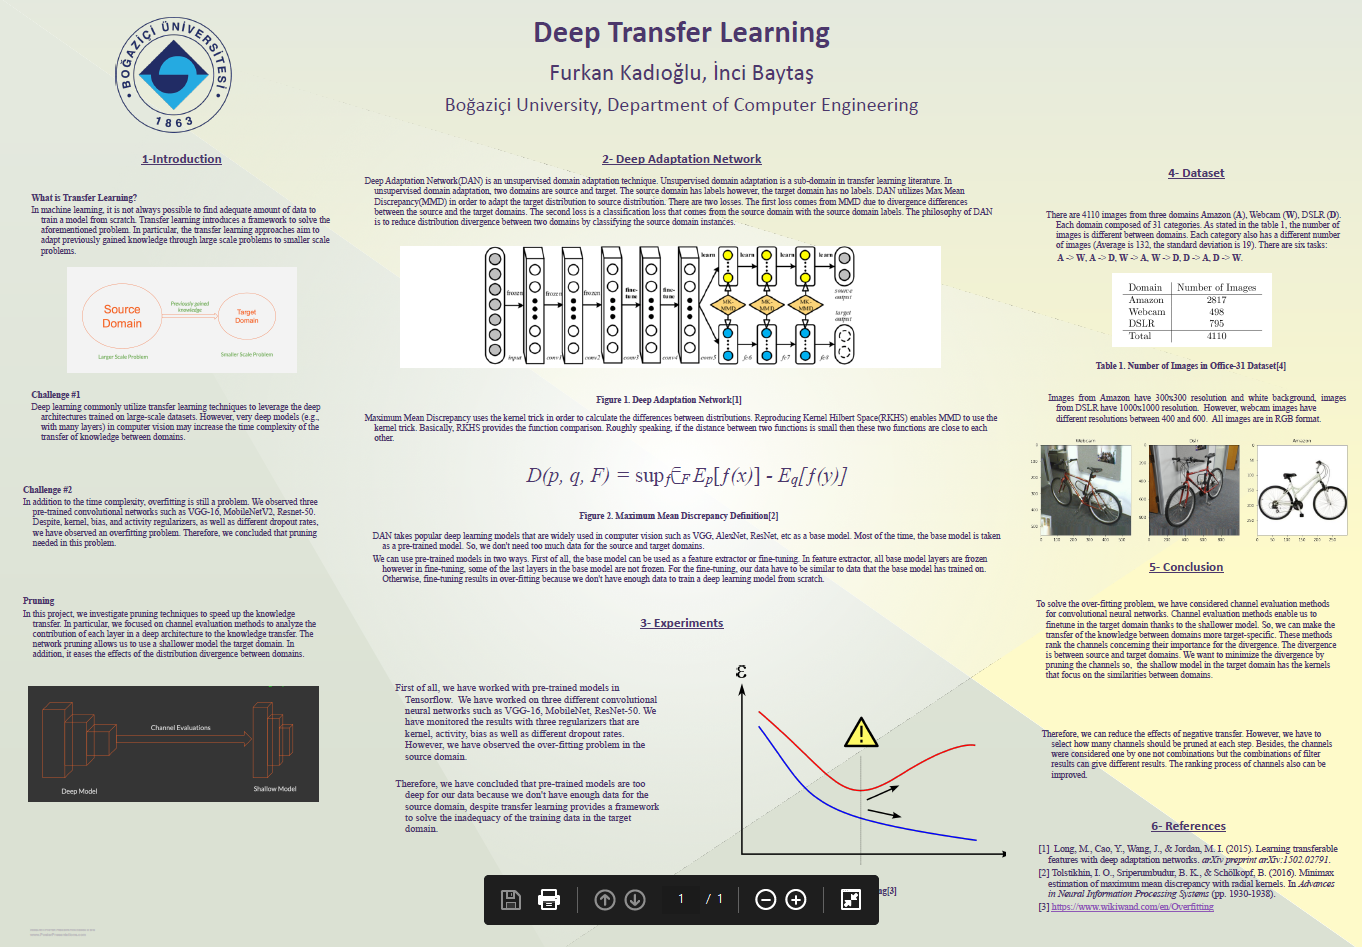 BOĞAZİÇİ ÜNİVERSİTESİ
1863
Deep Transfer Learning
Furkan Kadıoğlu, İnci Baytaş
Boğaziçi University, Department of Computer Engineering
1-Introduction
What is Transfer Learning?
In machine learning, it is not always possible to find adequate amount of data to
train a model from scratch. Transfer learning introduces a framework to solve the
aforementioned problem. In particular, the transfer learning approaches aim to
adapt previously gained knowledge through large scale problems to smaller scale
problems.
Source
Domain
Previously gained
knowledge
Target
Domain
Larger Scale Problem
Smaller Scale Problem
Challenge #1
Deep learning commonly utilize transfer learning techniques to leverage the deep
architectures trained on large-scale datasets. However, very deep models (e.g.,
with many layers) in computer vision may increase the time complexity of the
transfer of knowledge between domains.
Challenge #2
In addition to the time complexity, overfitting is still a problem. We observed three
pre-trained convolutional networks such as VGG-16, MobileNetV2, Resnet-50.
Despite, kernel, bias, and activity regularizers, as well as different dropout rates,
we have observed an overfitting problem. Therefore, we concluded that pruning
needed in this problem.
Pruning
In this project, we investigate pruning techniques to speed up the knowledge
transfer. In particular, we focused on channel evaluation methods to analyze the
contribution of each layer in a deep architecture to the knowledge transfer. The
network pruning allows us to use a shallower model the target domain. In
addition, it eases the effects of the distribution divergence between domains.
Channel Evaluations
Deep Model
Shallow Model
2- Deep Adaptation Network
Deep Adaptation Network(DAN) is an unsupervised domain adaptation technique. Unsupervised domain adaptation is a sub-domain in transfer learning literature. In
unsupervised domain adaptation, two domains are source and target. The source domain has labels however, the target domain has no labels. DAN utilizes Max Mean
Discrepancy(MMD) in order to adapt the target distribution to source distribution. There are two losses. The first loss comes from MMD due to divergence differences
between the source and the target domains. The second loss is a classification loss that comes from the source domain with the source domain labels. The philosophy of DAN
is to reduce distribution divergence between two domains by classifying the source domain instances.
learn learn learn learn
frozen frozen frozen fine-tune fine-tune
MK-MMD MK-MMD MK-MMD
source output
target output
input conv1 conv2 conv3 conv4 conv5 fc6 fc7 fc8
Figure 1. Deep Adaptation Network[1]
Maximum Mean Discrepancy uses the kernel trick in order to calculate the differences between distributions. Reproducing Kernel Hilbert Space(RKHS) enables MMD to use the
kernel trick. Basically, RKHS provides the function comparison. Roughly speaking, if the distance between two functions is small then these two functions are close to each
other.
D(p, q, F) = sup f∈F Ep[f(x)] - Eq[f(y)]
Figure 2. Maximum Mean Discrepancy Definition[2]
DAN takes popular deep learning models that are widely used in computer vision such as VGG, AlexNet, ResNet, etc as a base model. Most of the time, the base model is taken
as a pre-trained model. So, we don't need too much data for the source and target domains.
We can use pre-trained models in two ways. First of all, the base model can be used as a feature extractor or fine-tuning. In feature extractor, all base model layers are frozen
however in fine-tuning, some of the last layers in the base model are not frozen. For the fine-tuning, our data have to be similar to data that the base model has trained on.
Otherwise, fine-tuning results in over-fitting because we don't have enough data to train a deep learning model from scratch.
3- Experiments
First of all, we have worked with pre-trained models in
Tensorflow. We have worked on three different convolutional
neural networks such as VGG-16, MobileNet, ResNet-50. We
have monitored the results with three regularizers that are
kernel, activity, bias as well as different dropout rates.
However, we have observed the over-fitting problem in the
source domain.
Therefore, we have concluded that pre-trained models are too
deep for our data because we don't have enough data for the
source domain, despite transfer learning provides a framework
to solve the inadequacy of the training data in the target
domain.
ε
!
ng[3]
1 / 1
4- Dataset
There are 4110 images from three domains Amazon (A), Webcam (W), DSLR (D).
Each domain composed of 31 categories. As stated in the table 1, the number of
images is different between domains. Each category also has a different number
of images (Average is 132, the standard deviation is 19). There are six tasks:
A -> W, A -> D, W -> A, W -> D, D -> A, D -> W.
Domain Number of Images
Amazon 2817
Webcam 498
DSLR 795
Total 4110
Table 1. Number of Images in Office-31 Dataset[4]
Images from Amazon have 300x300 resolution and white background, images
from DSLR have 1000x1000 resolution. However, webcam images have
different resolutions between 400 and 600. All images are in RGB format.
Webcam Dslr Amazon
5- Conclusion
To solve the over-fitting problem, we have considered channel evaluation methods
for convolutional neural networks. Channel evaluation methods enable us to
finetune in the target domain thanks to the shallower model. So, we can make the
transfer of the knowledge between domains more target-specific. These methods
rank the channels concerning their importance for the divergence. The divergence
is between source and target domains. We want to minimize the divergence by
pruning the channels so, the shallow model in the target domain has the kernels
that focus on the similarities between domains.
Therefore, we can reduce the effects of negative transfer. However, we have to
select how many channels should be pruned at each step. Besides, the channels
were considered one by one not combinations but the combinations of filter
results can give different results. The ranking process of channels also can be
improved.
6- References
[1] Long, M., Cao, Y., Wang, J., & Jordan, M. I. (2015). Learning transferable
features with deep adaptation networks. arXiv preprint arXiv:1502.02791.
[2] Tolstikhin, I. O., Sriperumbudur, B. K., & Schölkopf, B. (2016). Minimax
estimation of maximum mean discrepancy with radial kernels. In Advances
in Neural Information Processing Systems (pp. 1930-1938).
[3] https://www.wikiwand.com/en/Overfitting